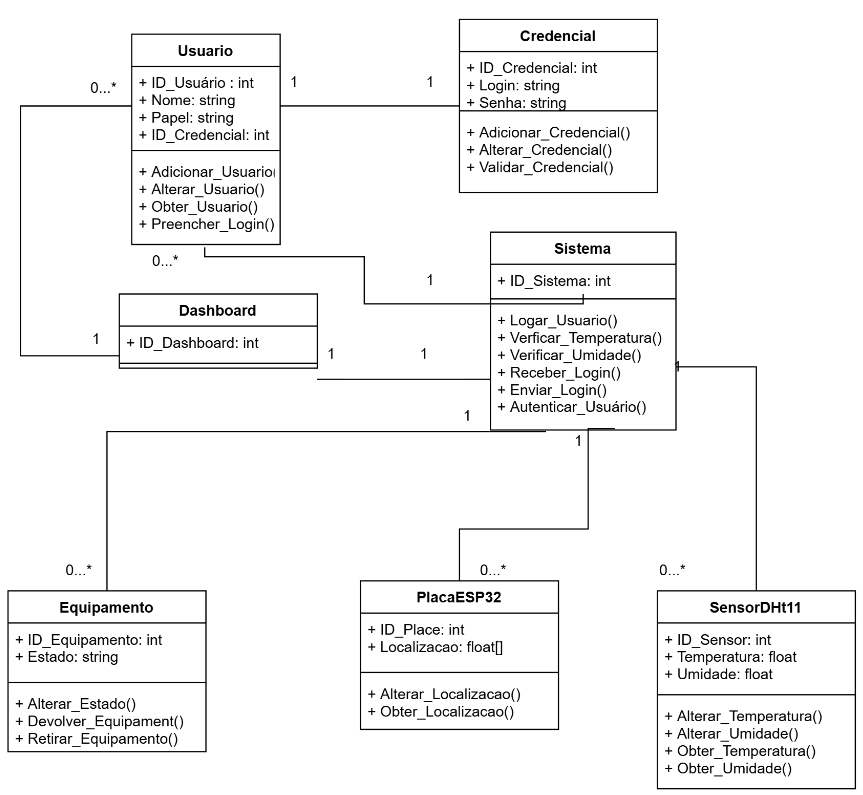 Usuario
+ ID_Usuário : int
+ Nome: string
+ Papel: string
+ ID_Credencial: int
+ Adicionar_Usuario(
+ Alterar_Usuario()
+ Obter_Usuario()
+ Preencher_Login()
0...*
1
1
Credencial
+ ID_Credencial: int
+ Login: string
+ Senha: string
+ Adicionar_Credencial()
+ Alterar_Credencial()
+ Validar_Credencial()
0...*
1
Sistema
+ ID_Sistema: int
+ Logar_Usuario()
+ Verficar_Temperatura()
+ Verificar_Umidade()
+ Receber_Login()
+ Enviar_Login()
+ Autenticar_Usuário()
Dashboard
+ ID_Dashboard: int
1
1
1
1
1
1
0...*
0...*
0...*
Equipamento
+ ID_Equipamento: int
+ Estado: string
+ Alterar_Estado()
+ Devolver_Equipament()
+ Retirar_Equipamento()
PlacaESP32
+ ID_Place: int
+ Localizacao: float[]
+ Alterar_Localizacao()
+ Obter_Localizacao()
SensorDHt11
+ ID_Sensor: int
+ Temperatura: float
+ Umidade: float
+ Alterar_Temperatura()
+ Alterar_Umidade()
+ Obter_Temperatura()
+ Obter_Umidade()